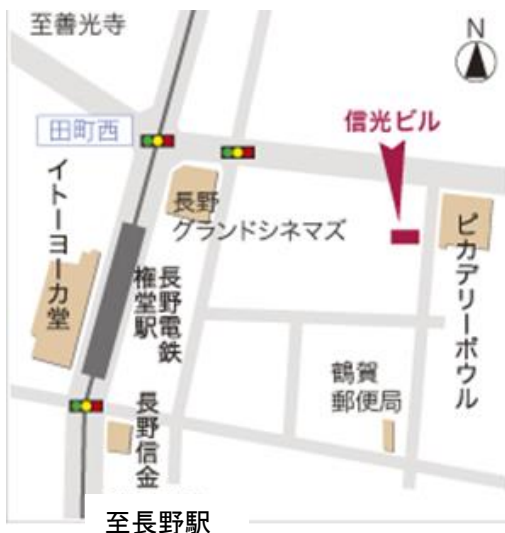 至善光寺
N
田町西
信光ビル
イトーヨーカ堂
長野
グランドシネマズ
ピカデリーボウル
長野電鉄
権堂駅
鶴賀
郵便局
長野信金
至長野駅